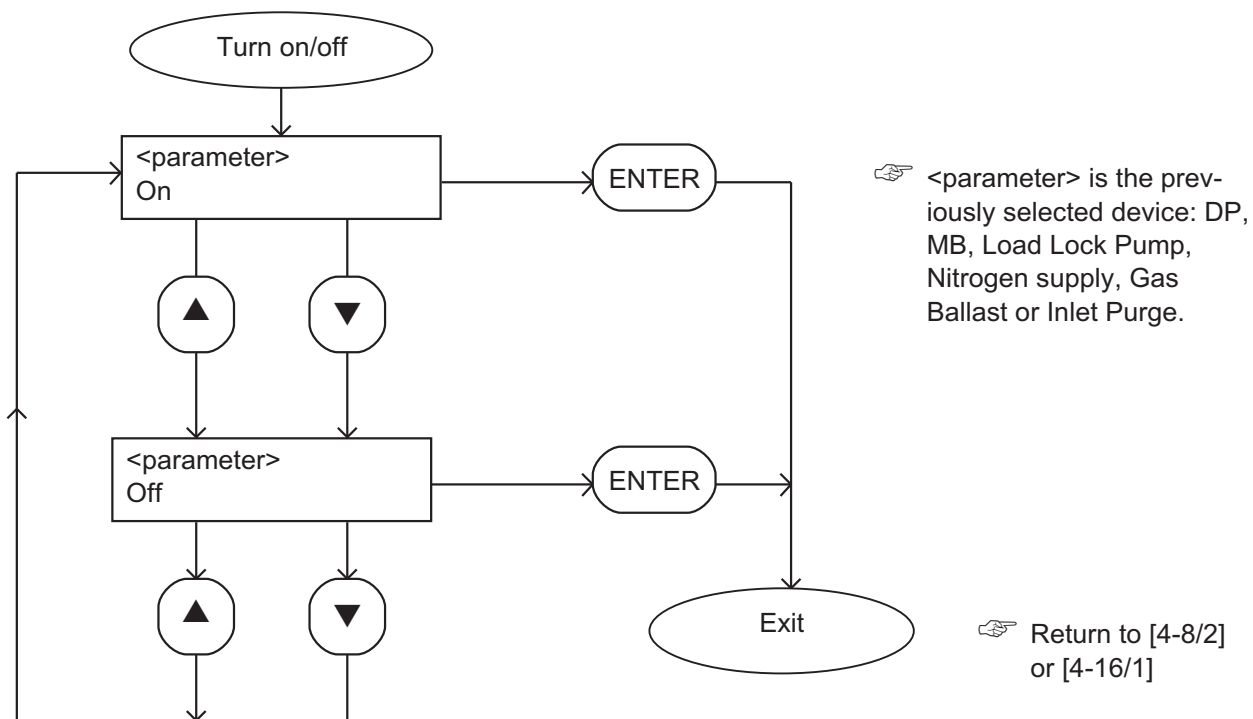 Turn on/off
<parameter>
On
ENTER
☞ <parameter> is the prev-
iously selected device: DP,
MB, Load Lock Pump,
Nitrogen supply, Gas
Ballast or Inlet Purge.
▲ ▼
<parameter>
Off
ENTER
▲ ▼
Exit
☞ Return to [4-8/2]
or [4-16/1]